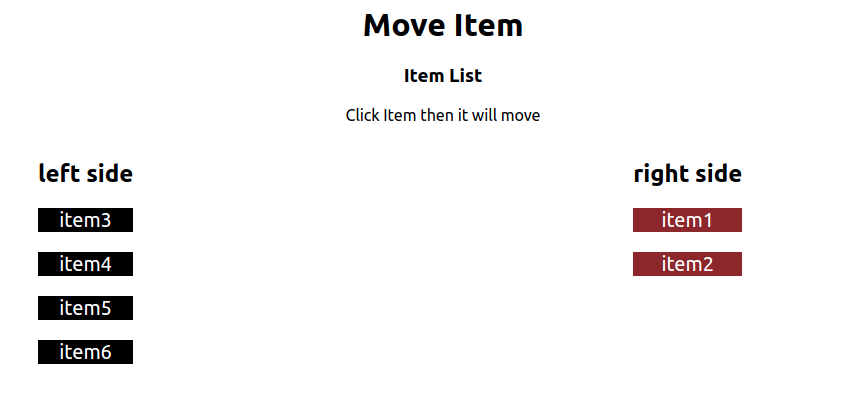 Move Item
Item List
Click Item then it will move
left side
item3
item4
item5
item6
right side
item1
item2